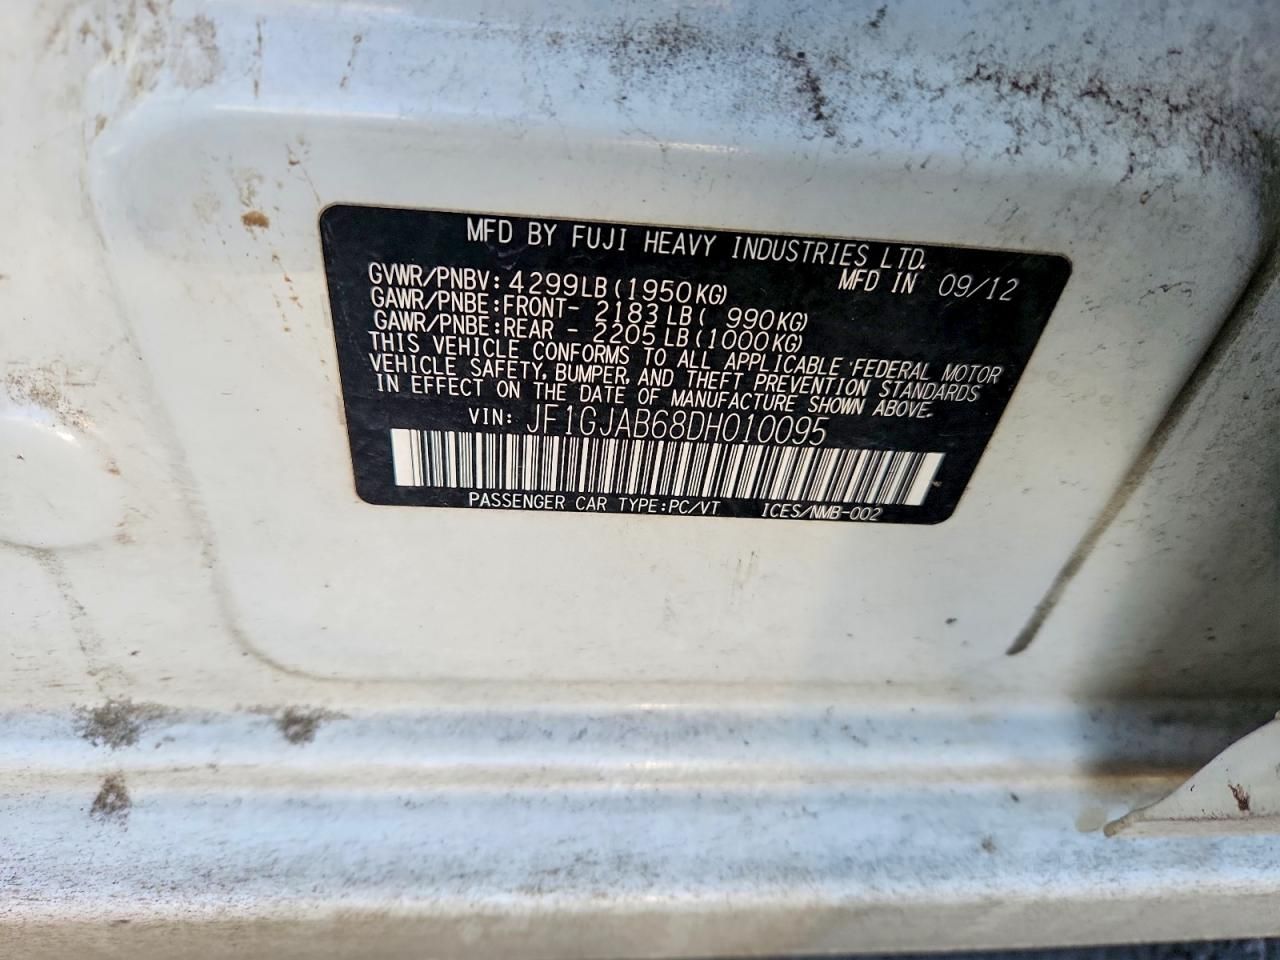 MFD BY FUJI HEAVY INDUSTRIES LTD.
GVWR/PNBV: 4299LB(1950KG) MFD IN 09/12
GAWR/PNBE:FRONT- 2183LB( 990KG)
GAWR/PNBE:REAR - 2205LB(1000KG)
THIS VEHICLE CONFORMS TO ALL APPLICABLE FEDERAL MOTOR
VEHICLE SAFETY, BUMPER, AND THEFT PREVENTION STANDARDS
IN EFFECT ON THE DATE OF MANUFACTURE SHOWN ABOVE.
VIN: JF1GJAB68DH010095
PASSENGER CAR TYPE:PC/VT ICES/NMB-002